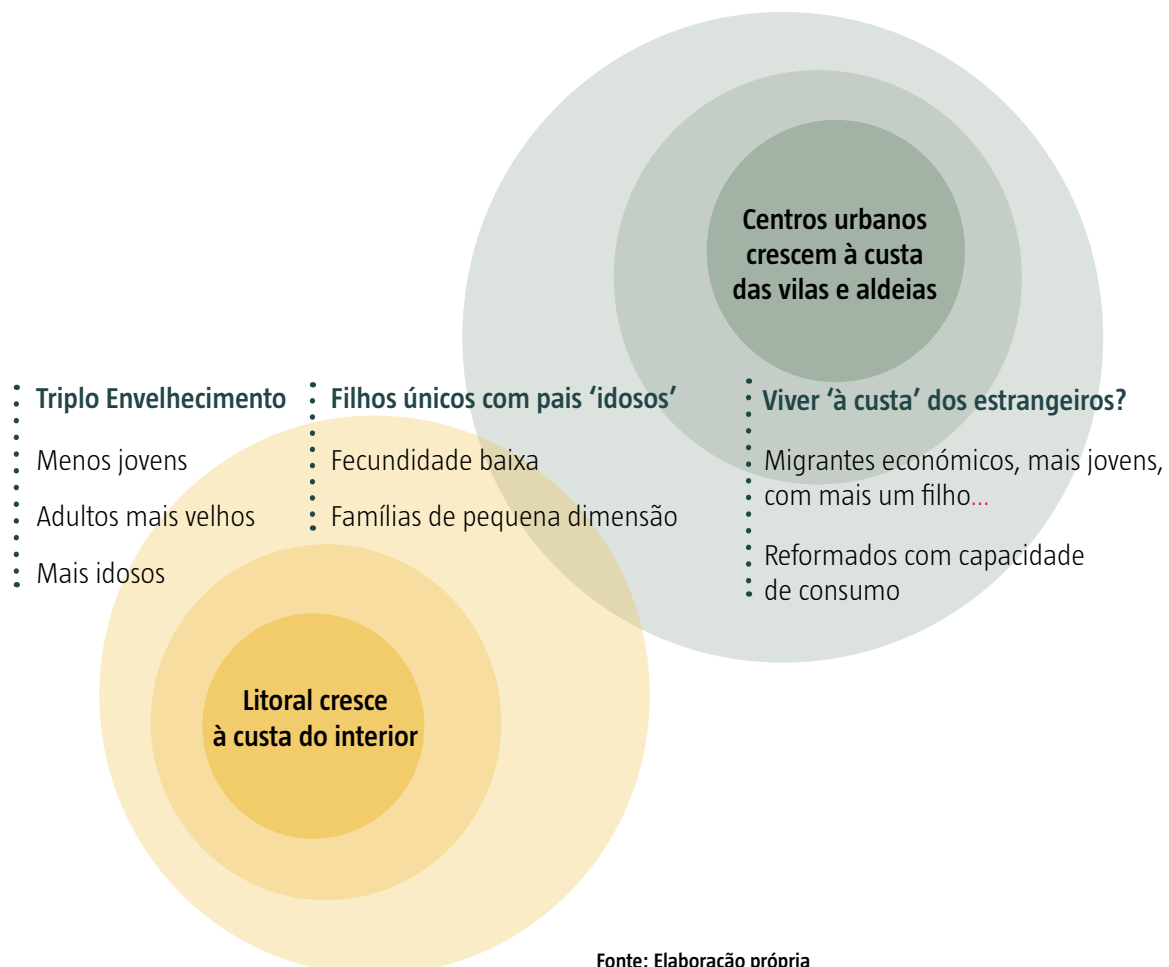 Centros urbanos
crescem à custa
das vilas e aldeias
Triplo Envelhecimento
Menos jovens
Adultos mais velhos
Mais idosos
Filhos únicos com pais ‘idosos’
Fecundidade baixa
Famílias de pequena dimensão
Viver ‘à custa’ dos estrangeiros?
Migrantes económicos, mais jovens,
com mais um filho...
Reformados com capacidade
de consumo
Litoral cresce
à custa do interior
Fonte: Elaboração própria